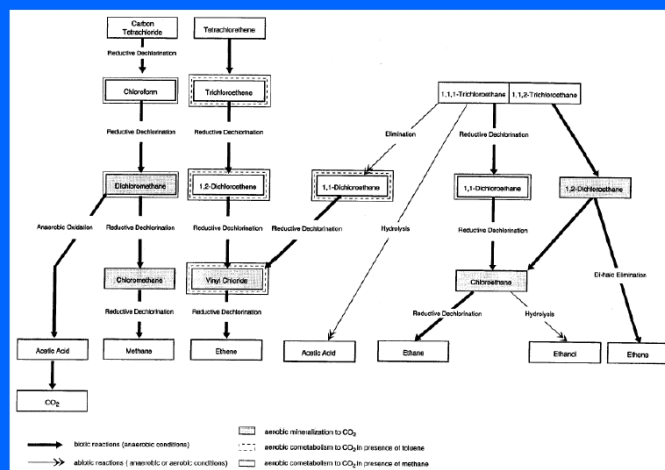 Carbon
Tetrachloride
Tetrachlorethene
Reductive Dechlorination
Chloroform
Trichloroethene
1,1,1-Trichloroethane
1,1,2-Trichloroethane
Elimination
Reductive Dechlorination
Reductive Dechlorination
Reductive Dechlorination
Dichloromethane
1,2-Dichloroethene
1,1-Dichloroethene
1,1-Dichloroethane
1,2-Dichloroethane
Anaerobic Oxidation
Reductive Dechlorination
Reductive Dechlorination
Reductive Dechlorination
Hydrolysis
Reductive Dechlorination
Chloromethane
Vinyl Chloride
Chloroethane
Di-halo Elimination
Reductive Dechlorination
Reductive Dechlorination
Reductive Dechlorination
Hydrolysis
Acetic Acid
Methane
Ethene
Acetic Acid
Ethane
Ethanol
Ethene
CO2
aerobic mineralization to CO2
biotic reactions (anaerobic conditions)
aerobic cometabolism to CO2 in presence of toluene
abiotic reactions ( anaerobic or aerobic conditions)
aerobic cometabolism to CO2 in presence of methane